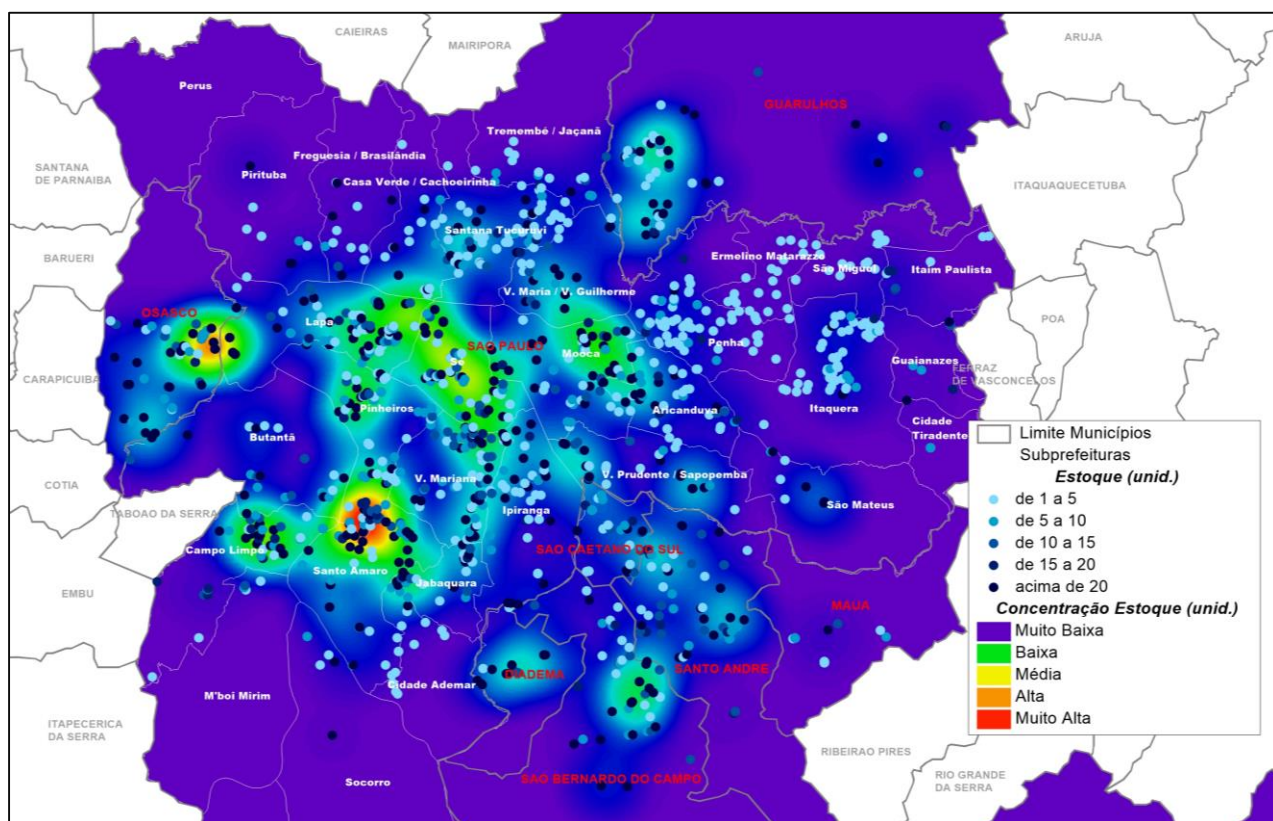 CAIEIRAS
MAIRIPORA
ARUJA
Perus
GUARULHOS
Tremembé / Jaçanã
Freguesia / Brasilândia
SANTANA
DE PARNAIBA
Pirituba
Casa Verde / Cachoeirinha
ITAQUAQUECETUBA
Santana Tucuruvi
BARUERI
Ermelino Matarazzo
São Miguel
Itaim Paulista
V. Maria / V. Guilherme
OSASCO
Lapa
POA
SAO PAULO
Penha
Mooca
Sé
Guaianazes
FERRAZ
DE VASCONCELOS
CARAPICUIBA
Pinheiros
Aricanduva
Itaquera
Cidade
Tiradente
Butantã
V. Mariana
V. Prudente / Sapopemba
COTIA
São Mateus
TABOAO DA SERRA
Ipiranga
Campo Limpo
SAO CAETANO DO SUL
Santo Amaro
Jabaquara
EMBU
MAUA
SANTO ANDRE
DIADEMA
Cidade Ademar
M'boi Mirim
ITAPECERICA
DA SERRA
RIBEIRAO PIRES
Socorro
SAO BERNARDO DO CAMPO
RIO GRANDE
DA SERRA
Limite Municípios
Subprefeituras
Estoque (unid.)
de 1 a 5
de 5 a 10
de 10 a 15
de 15 a 20
acima de 20
Concentração Estoque (unid.)
Muito Baixa
Baixa
Média
Alta
Muito Alta